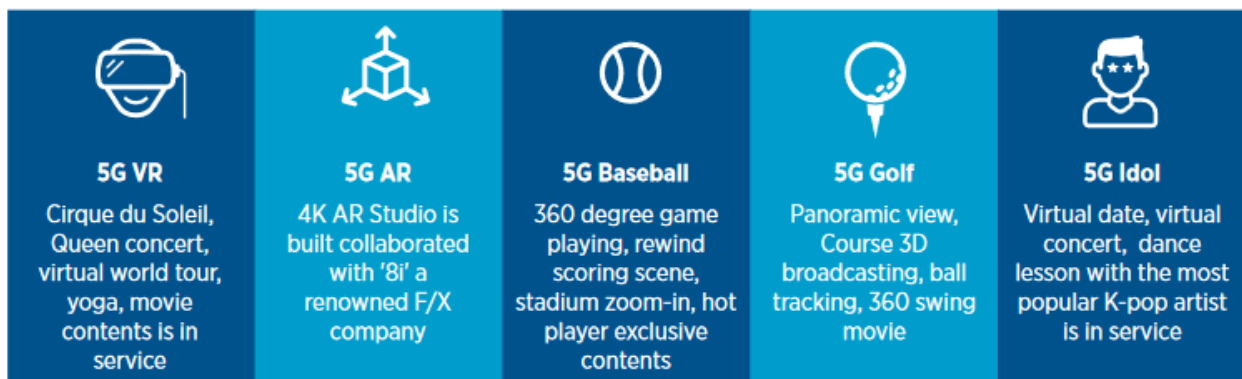 5G VR
Cirque du Soleil,
Queen concert,
virtual world tour,
yoga, movie
contents is in
service
5G AR
4K AR Studio is
built collaborated
with '8i' a
renowned F/X
company
5G Baseball
360 degree game
playing, rewind
scoring scene,
stadium zoom-in, hot
player exclusive
contents
5G Golf
Panoramic view,
Course 3D
broadcasting, ball
tracking, 360 swing
movie
5G Idol
Virtual date, virtual
concert, dance
lesson with the most
popular K-pop artist
is in service